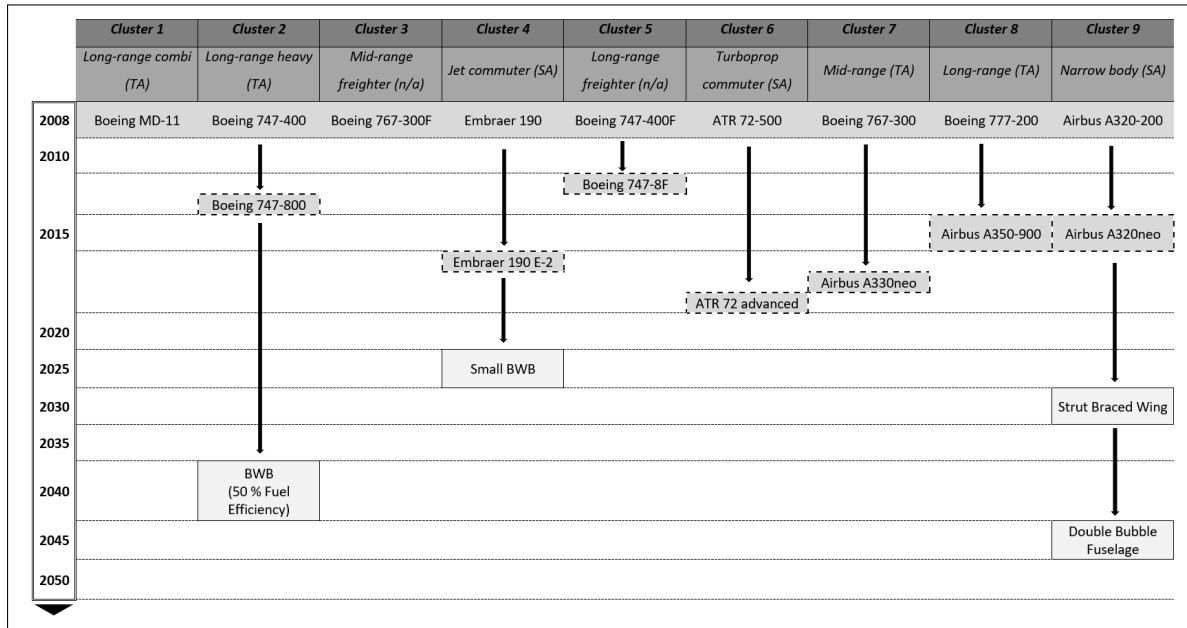 Cluster 1 Cluster 2 Cluster 3 Cluster 4 Cluster 5 Cluster 6 Cluster 7 Cluster 8 Cluster 9
Long-range combi (TA)
Long-range heavy (TA)
Mid-range freighter (n/a)
Jet commuter (SA)
Long-range freighter (n/a)
Turboprop commuter (SA)
Mid-range (TA)
Long-range (TA)
Narrow body (SA)
2008 Boeing MD-11 Boeing 747-400 Boeing 767-300F Embraer 190 Boeing 747-400F ATR 72-500 Boeing 767-300 Boeing 777-200 Airbus A320-200
2010
Boeing 747-8F
Boeing 747-800
2015 Airbus A350-900 Airbus A320neo
Embraer 190 E-2
Airbus A330neo
ATR 72 advanced
2020
2025 Small BWB
2030 Strut Braced Wing
2035
2040
BWB
(50 % Fuel
Efficiency)
2045
Double Bubble
Fuselage
2050